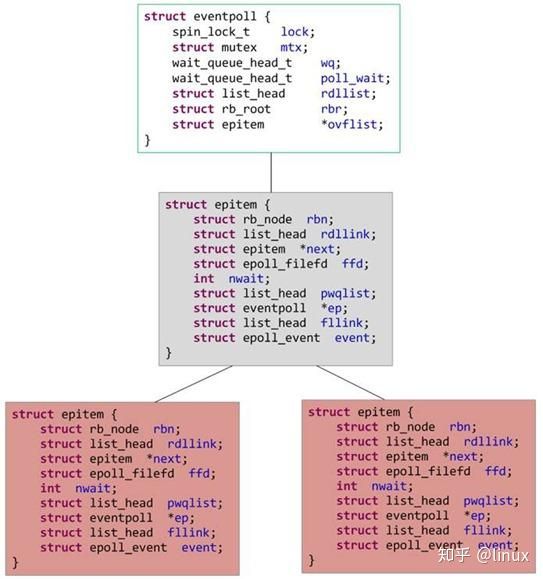 struct eventpoll {
spin_lock_t lock;
struct mutex mtx;
wait_queue_head_t wq;
wait_queue_head_t poll_wait;
struct list_head rdllist;
struct rb_root rbr;
struct epitem *ovflist;
}
struct epitem {
struct rb_node rbn;
struct list_head rdllink;
struct epitem *next;
struct epoll_filefd ffd;
int nwait;
struct list_head pwqlist;
struct eventpoll *ep;
struct list_head fllink;
struct epoll_event event;
}
struct epitem {
struct rb_node rbn;
struct list_head rdllink;
struct epitem *next;
struct epoll_filefd ffd;
int nwait;
struct list_head pwqlist;
struct eventpoll *ep;
struct list_head fllink;
struct epoll_event event;
}
struct epitem {
struct rb_node rbn;
struct list_head rdllink;
struct epitem *next;
struct epoll_filefd ffd;
int nwait;
struct list_head pwqlist;
struct eventpoll *ep;
struct list_head fllink;
struct epoll_event event;
}
知乎 @linux